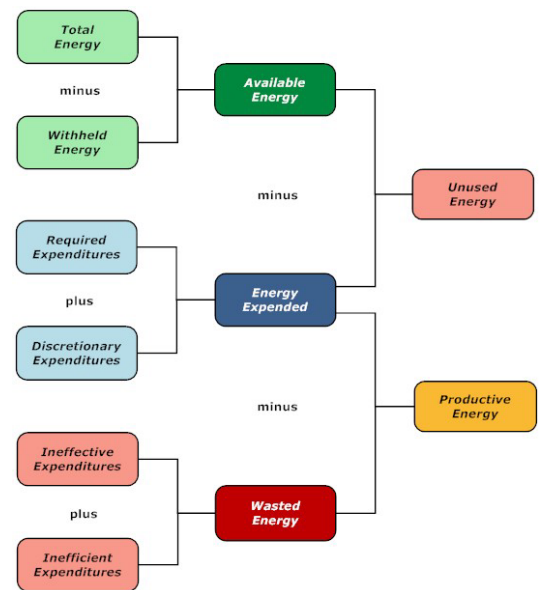 Total
Energy
minus
Withheld
Energy
Available
Energy
minus
Unused
Energy
Required
Expenditures
plus
Discretionary
Expenditures
Energy
Expended
minus
Productive
Energy
Ineffective
Expenditures
plus
Inefficient
Expenditures
Wasted
Energy